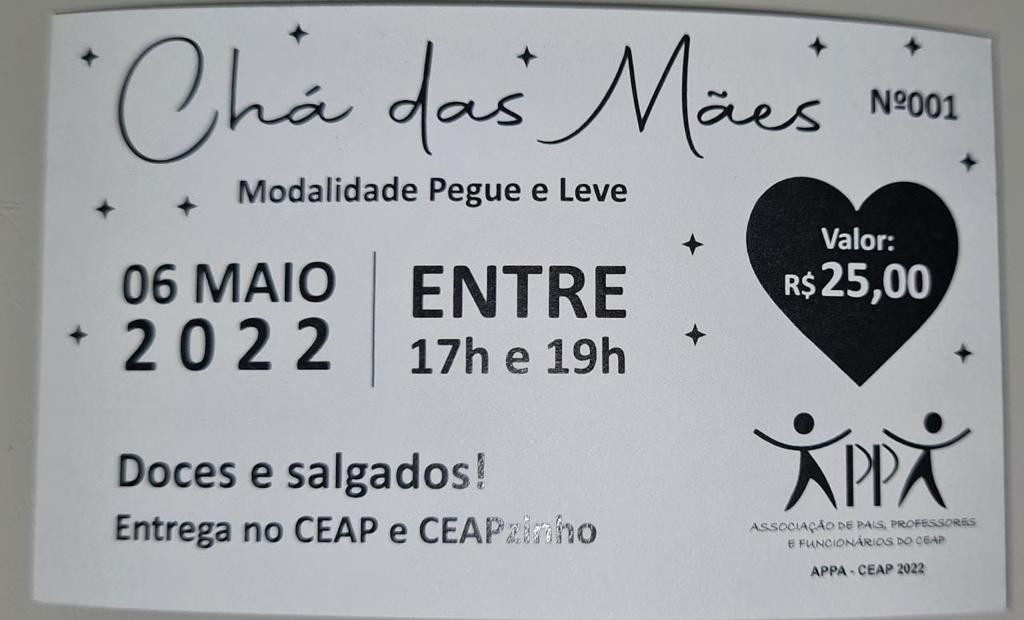 Chá das Mães
Nº001
Modalidade Pegue e Leve
06 MAIO
2022
ENTRE
17h e 19h
Valor:
R$ 25,00
Doces e salgados!
Entrega no CEAP e CEAPzinho
APPA
ASSOCIAÇÃO DE PAIS, PROFESSORES
E FUNCIONÁRIOS DO CEAP
APPA - CEAP 2022